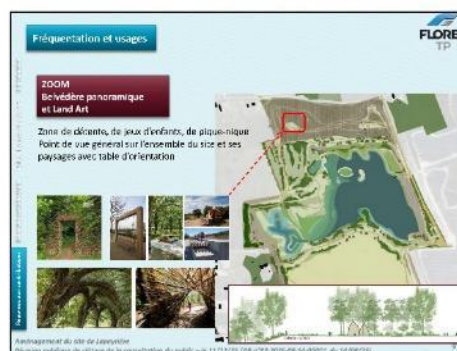 Fréquentation et usages
FLORE
TP
ZOOM
Belvédère panoramique
et Land Art
Zone de détente, de jeux d'enfants, de pique-nique
Point de vue général sur l'ensemble du site et ses
paysages avec table d'orientation
Aménagement du site de